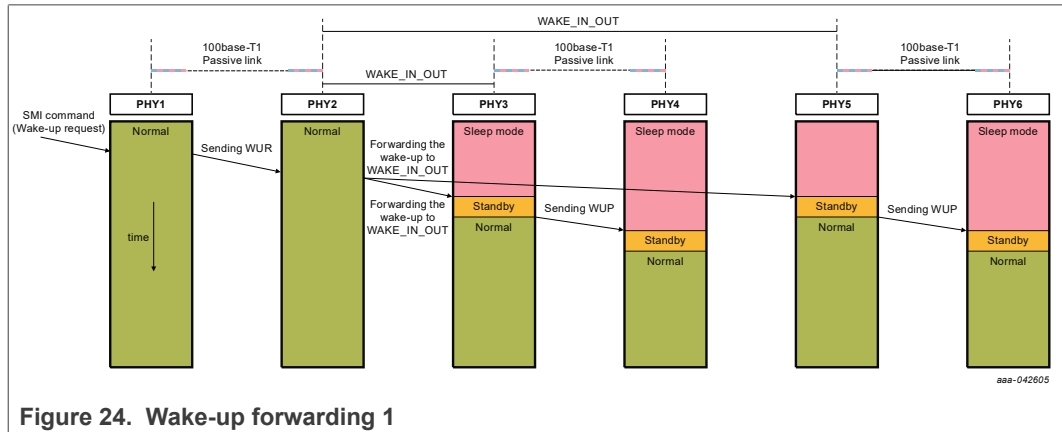 WAKE_IN_OUT
100base-T1
Passive link
100base-T1
Passive link
100base-T1
Passive link
WAKE_IN_OUT
PHY1
PHY2
PHY3
PHY4
PHY5
PHY6
SMI command
(Wake-up request)
Normal
Normal
Sleep mode
Sleep mode
Sleep mode
Sending WUR
Forwarding the
wake-up to
WAKE_IN_OUT
Forwarding the
wake-up to
WAKE_IN_OUT
Standby
Sending WUP
Standby
Sending WUP
Normal
Normal
time
Standby
Standby
Normal
Normal
aaa-042605
Figure 24. Wake-up forwarding 1